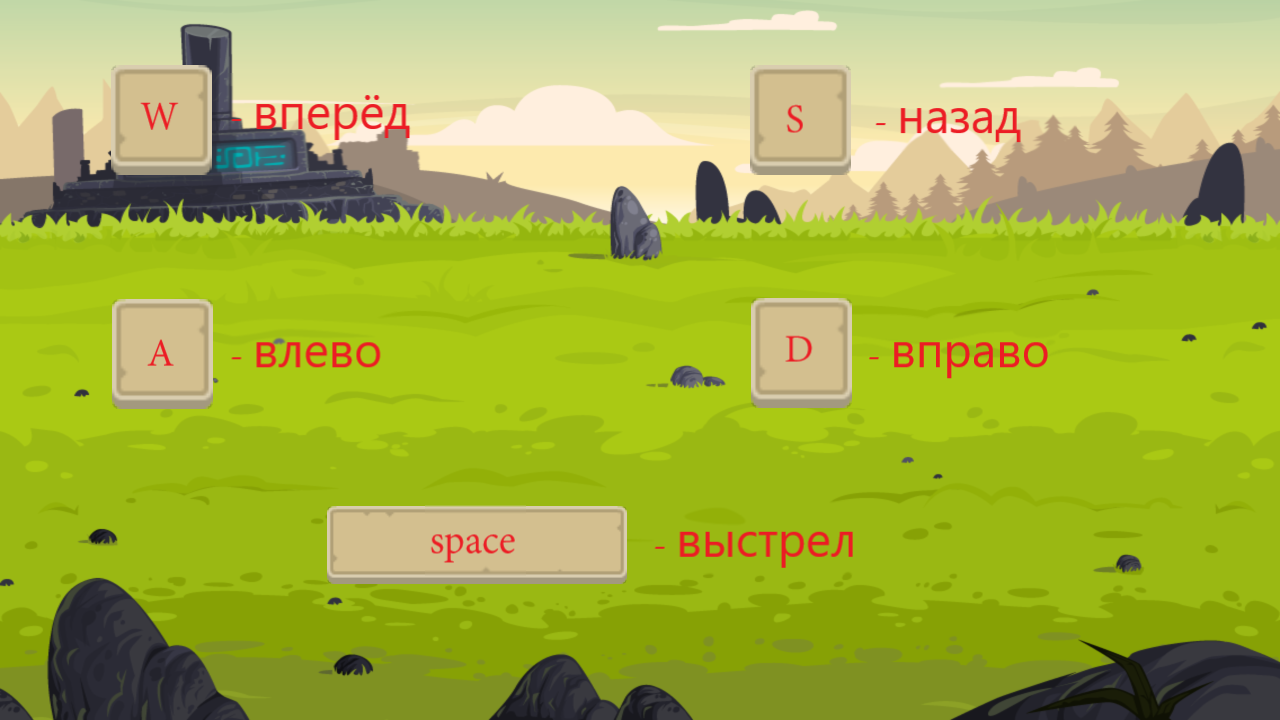 W - вперёд
S - назад
A - влево
D - вправо
space - выстрел